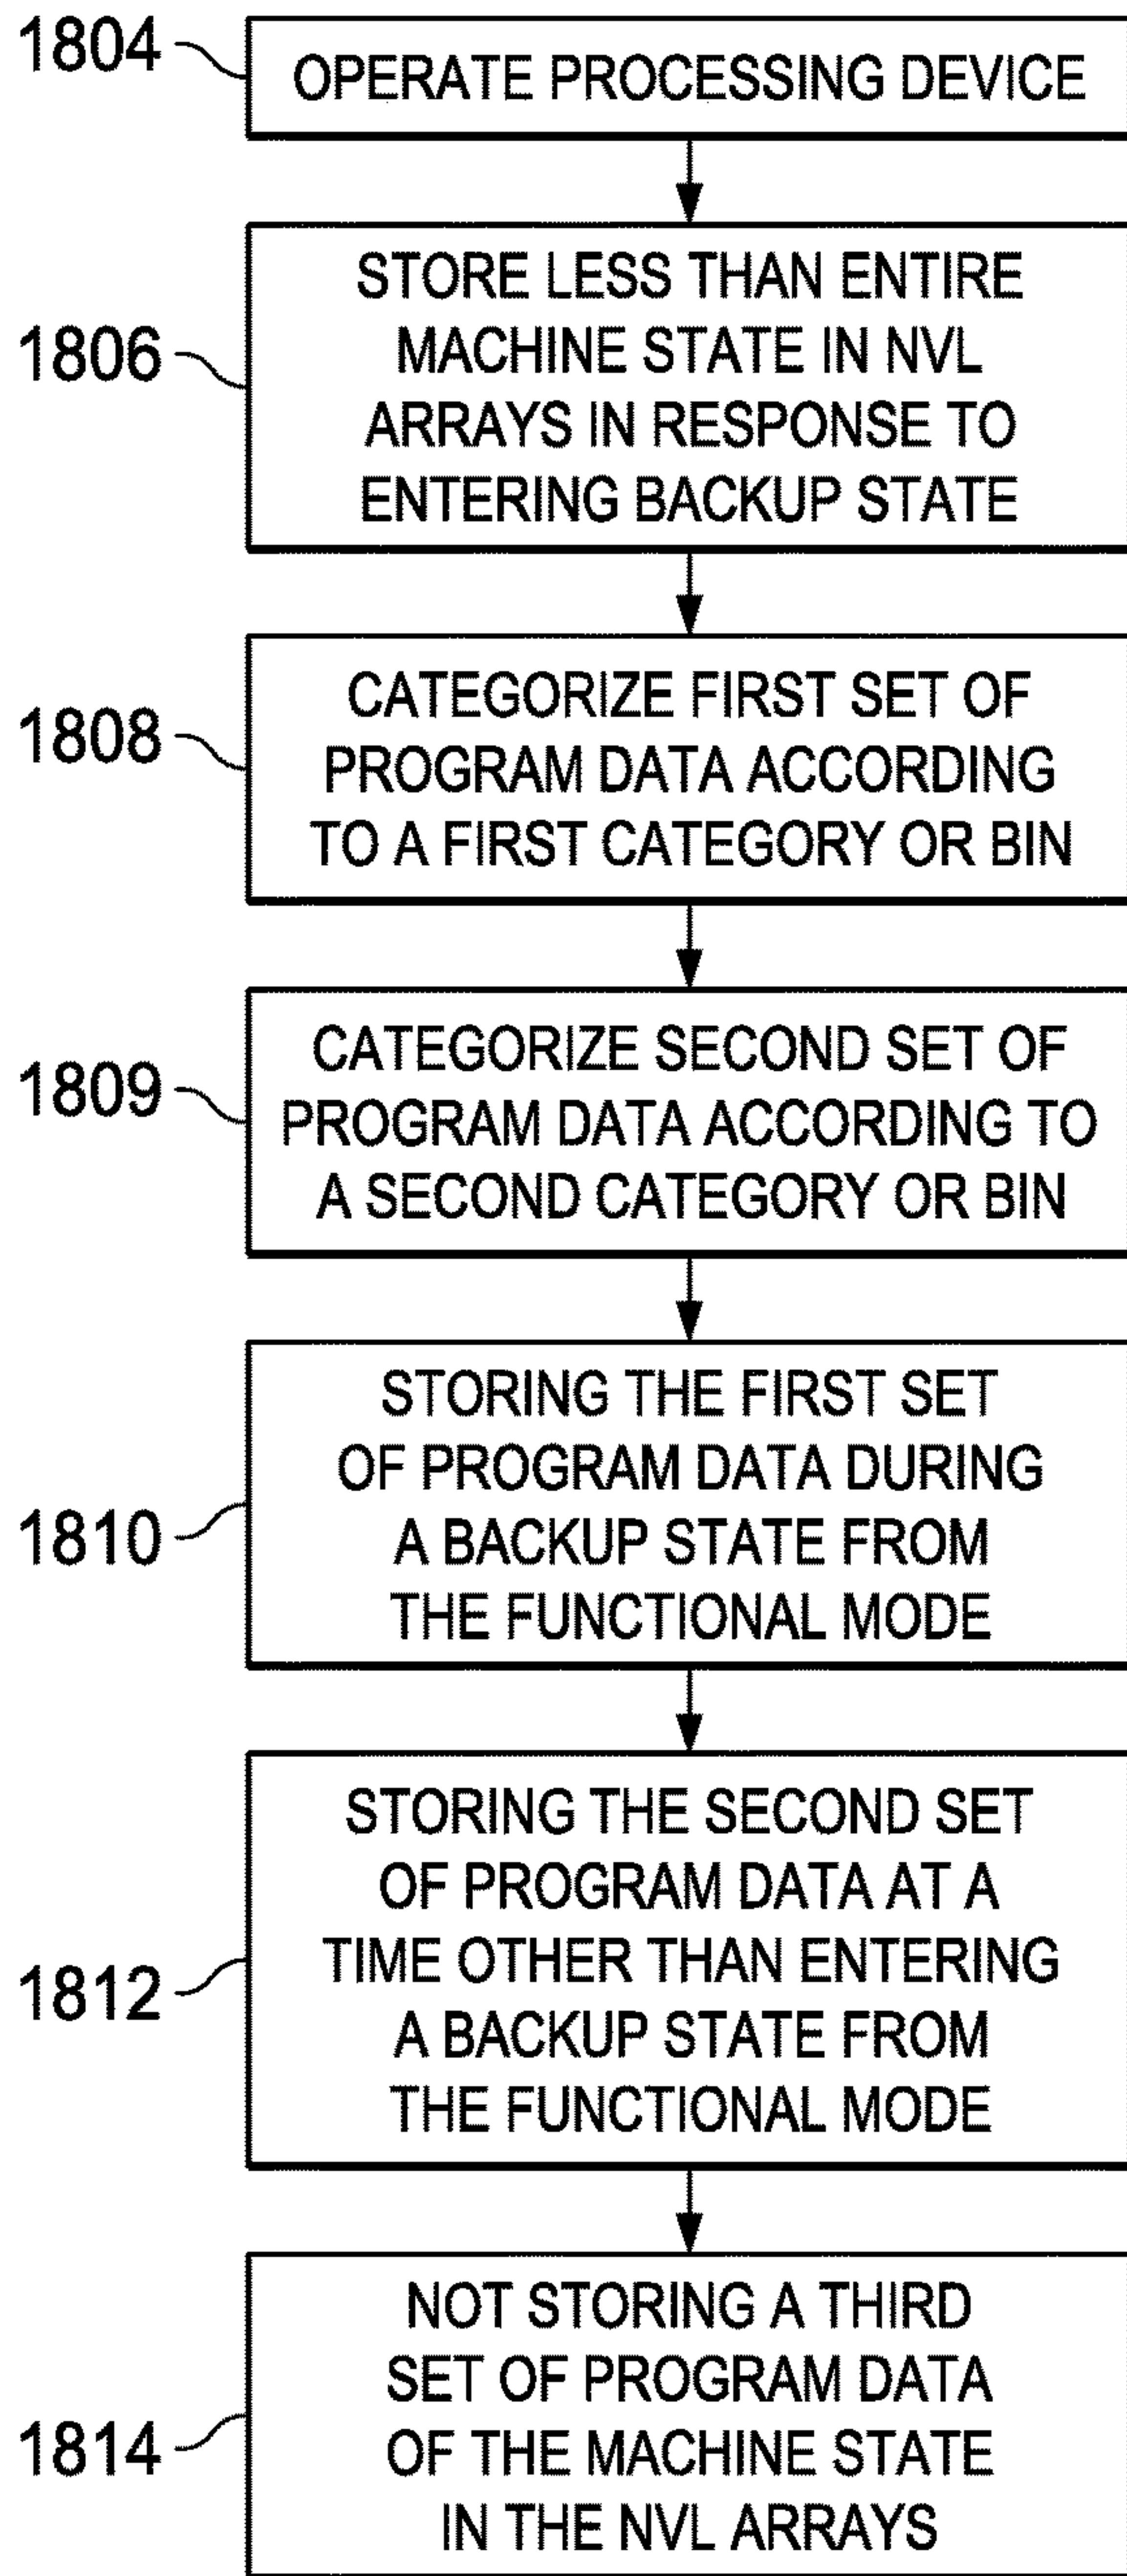 1804
OPERATE PROCESSING DEVICE
1806
STORE LESS THAN ENTIRE
MACHINE STATE IN NVL
ARRAYS IN RESPONSE TO
ENTERING BACKUP STATE
1808
CATEGORIZE FIRST SET OF
PROGRAM DATA ACCORDING
TO A FIRST CATEGORY OR BIN
1809
CATEGORIZE SECOND SET OF
PROGRAM DATA ACCORDING TO
A SECOND CATEGORY OR BIN
1810
STORING THE FIRST SET
OF PROGRAM DATA DURING
A BACKUP STATE FROM
THE FUNCTIONAL MODE
1812
STORING THE SECOND SET
OF PROGRAM DATA AT A
TIME OTHER THAN ENTERING
A BACKUP STATE FROM
THE FUNCTIONAL MODE
1814
NOT STORING A THIRD
SET OF PROGRAM DATA
OF THE MACHINE STATE
IN THE NVL ARRAYS